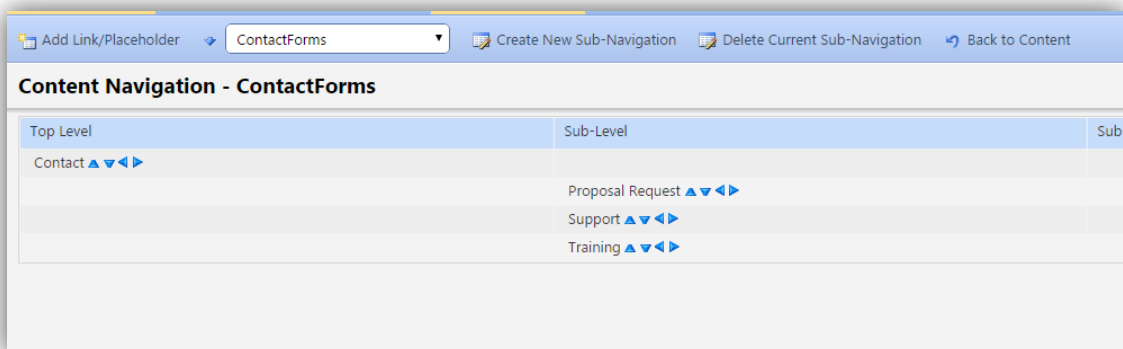 Add Link/Placeholder ContactForms Create New Sub-Navigation Delete Current Sub-Navigation Back to Content
Content Navigation - ContactForms
Top Level Sub-Level Sub
Contact
Proposal Request
Support
Training